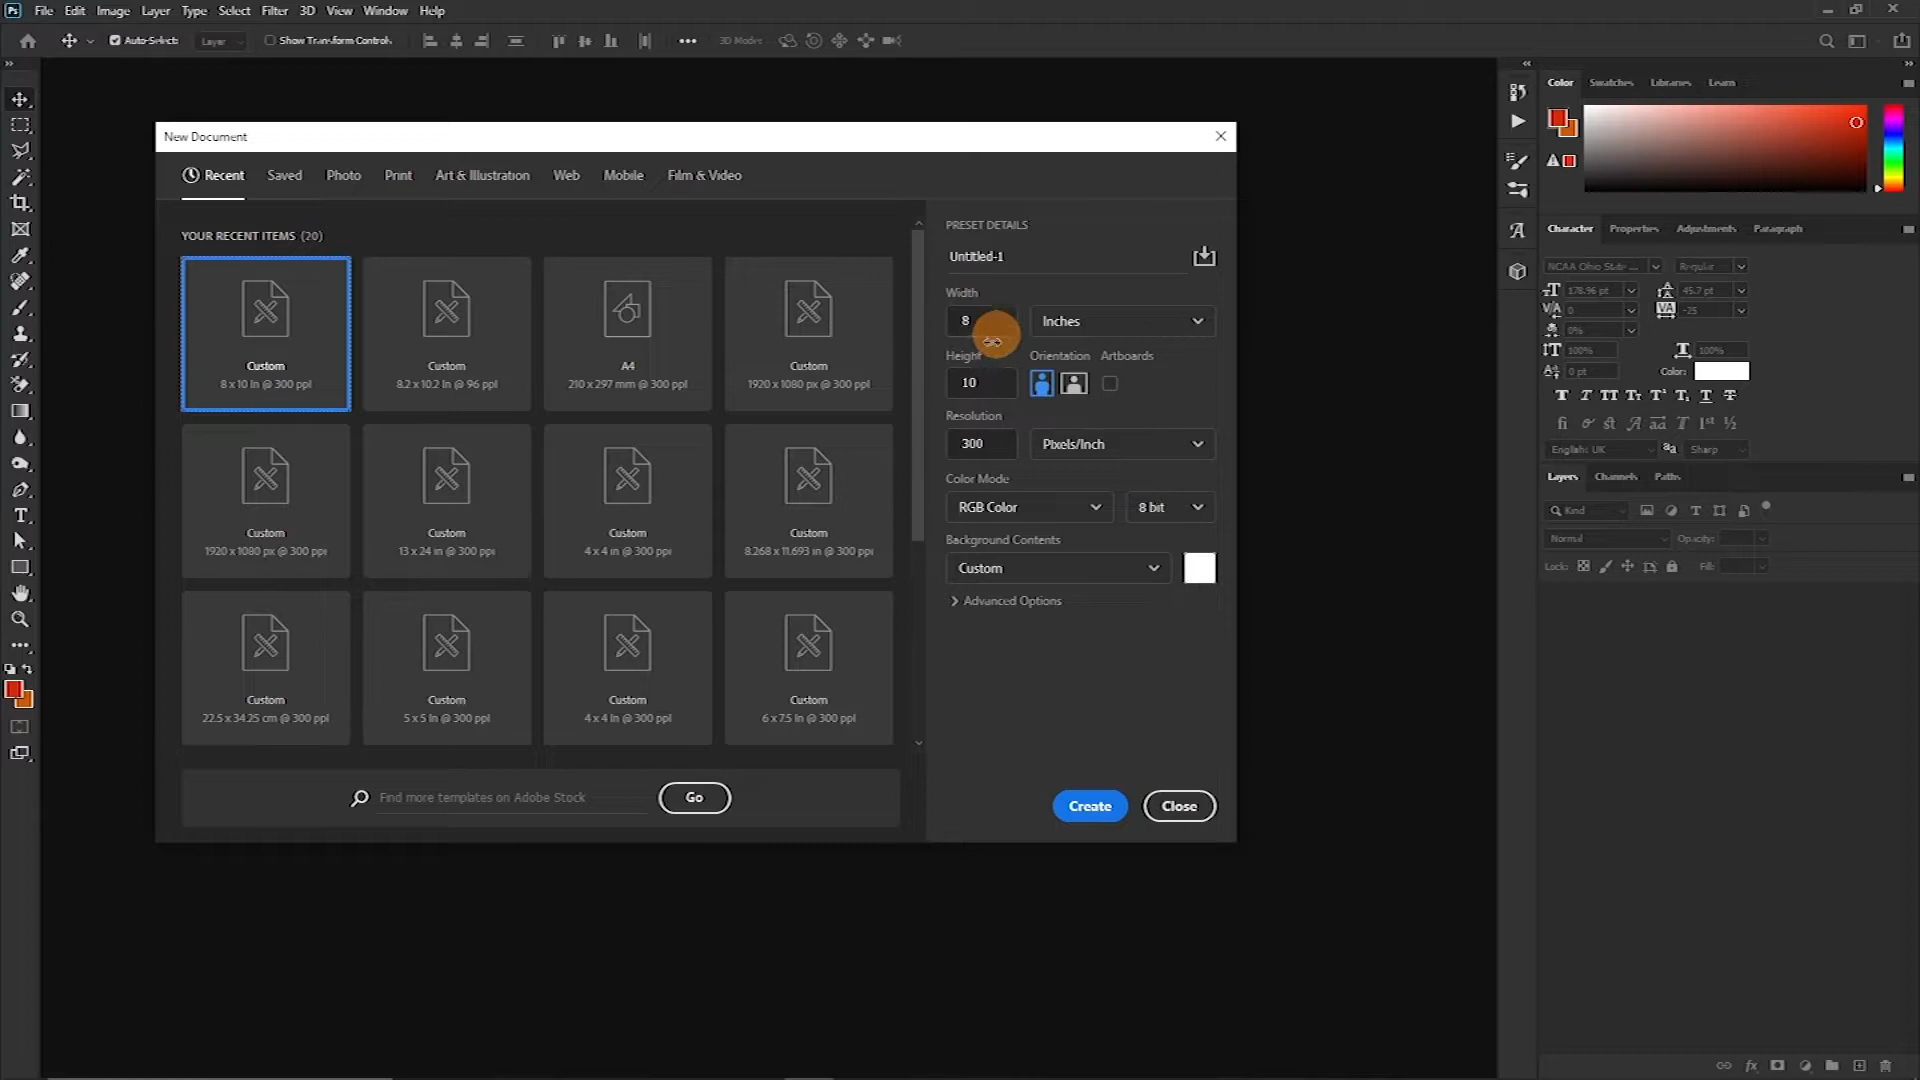 Ps File Edit Image Layer Type Select Filter 3D View Window Help
Auto-Select: Layer Show Transform Controls 3D Mode:
New Document
Recent Saved Photo Print Art & Illustration Web Mobile Film & Video
YOUR RECENT ITEMS (20)
Custom
8 x 10 in @ 300 ppi
Custom
8.2 x 10.2 in @ 96 ppi
A4
210 x 297 mm @ 300 ppi
Custom
1920 x 1080 px @ 300 ppi
Custom
1920 x 1080 px @ 300 ppi
Custom
13 x 24 in @ 300 ppi
Custom
4 x 4 in @ 300 ppi
Custom
8.268 x 11.693 in @ 300 ppi
Custom
22.5 x 34.25 cm @ 300 ppi
Custom
5 x 5 in @ 300 ppi
Custom
4 x 4 in @ 300 ppi
Custom
6 x 7.5 in @ 300 ppi
Find more templates on Adobe Stock Go
PRESET DETAILS
Untitled-1
Width
8 Inches
Height Orientation Artboards
10
Resolution
300 Pixels/Inch
Color Mode
RGB Color 8 bit
Background Contents
Custom
Advanced Options
Create Close
Color Swatches Libraries Learn
Character Properties Adjustments Paragraph
NCAA Ohio State ... Regular
178.96 pt 45.7 pt
0 -25
0%
100% 100%
0 pt Color:
English: UK aa Sharp
Layers Channels Paths
Kind
Normal Opacity:
Lock: Fill: